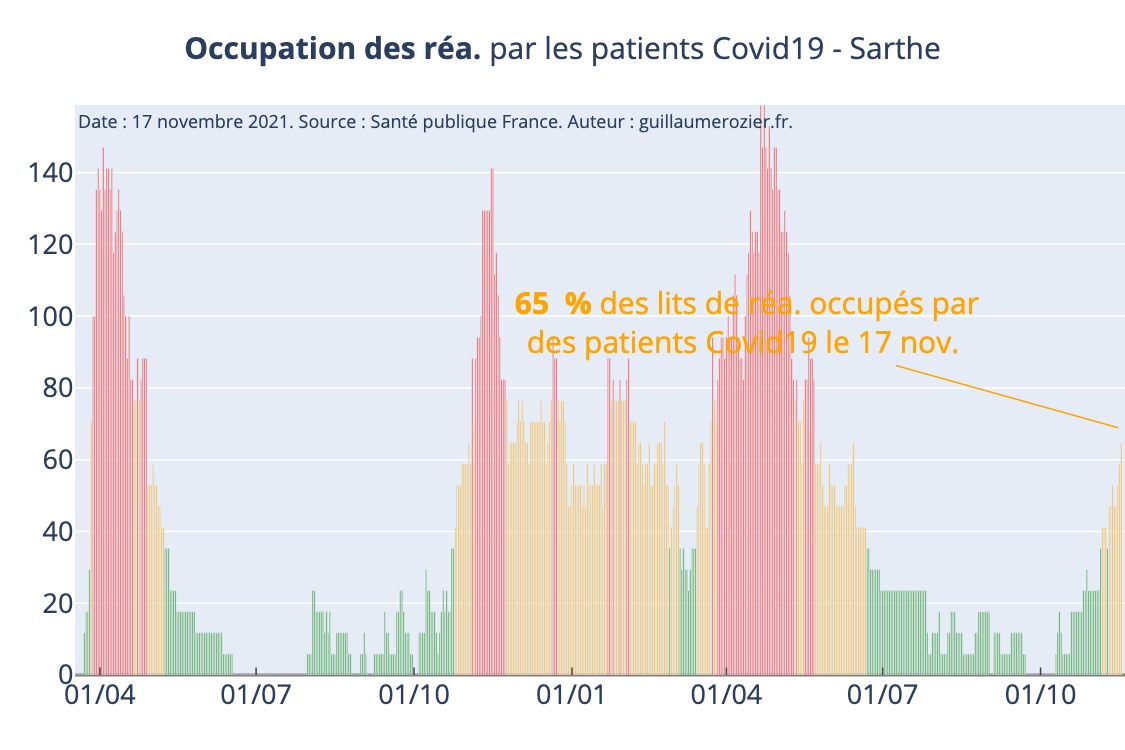 Occupation des réa. par les patients Covid19 - Sarthe
Date : 17 novembre 2021. Source : Santé publique France. Auteur : guillaumerozier.fr.
140
120
100
80
60
40
20
0
65 % des lits de réa. occupés par
des patients Covid19 le 17 nov.
01/04 01/07 01/10 01/01 01/04 01/07 01/10